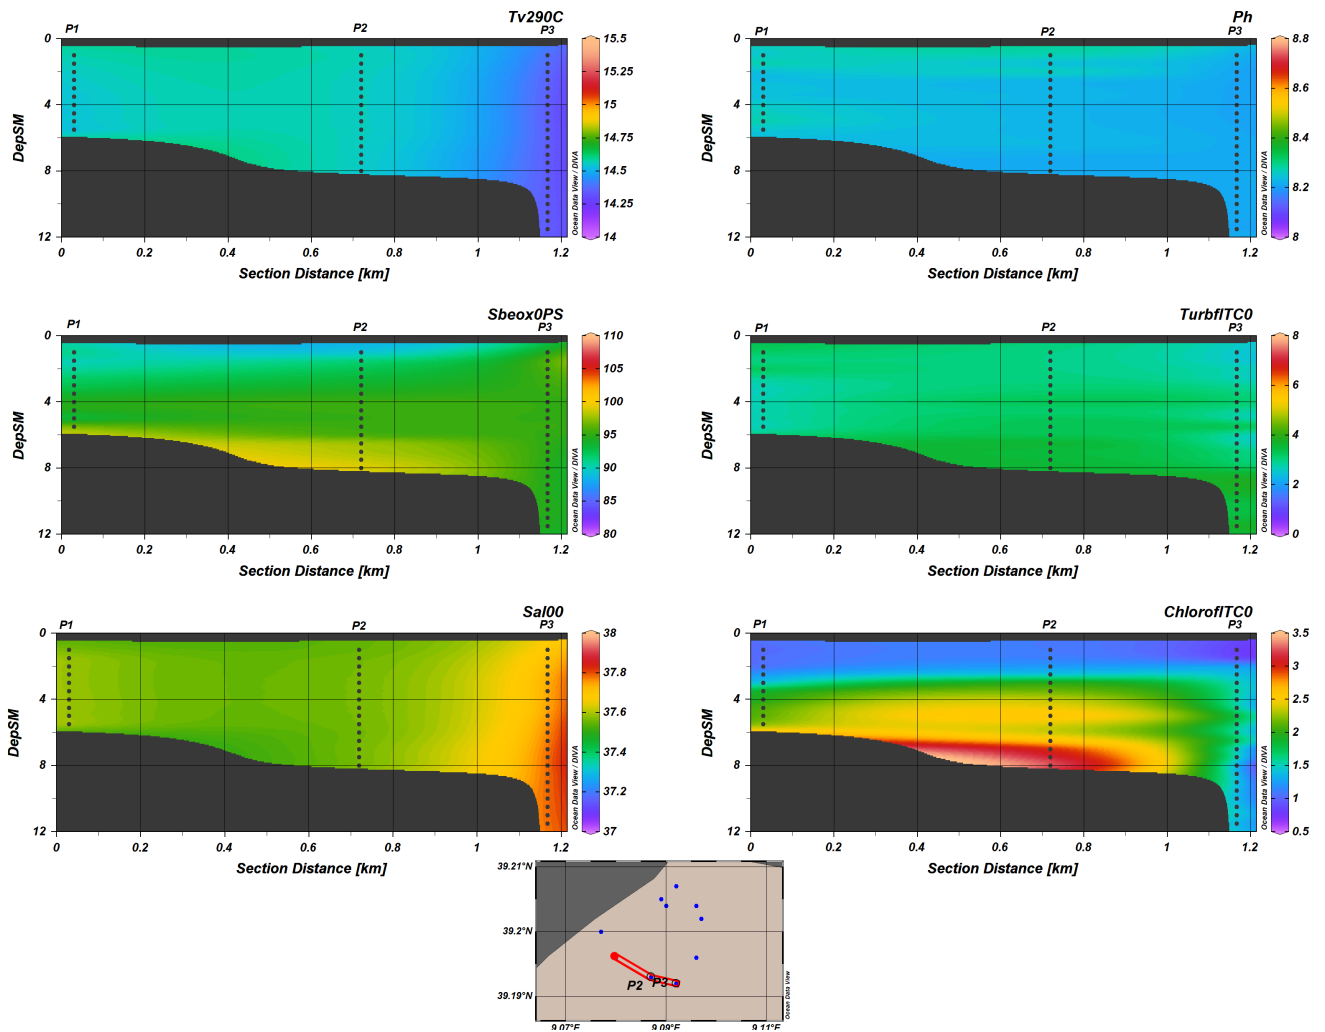 Tv290C
P1 P2 P3
0
4
8
12
DepSM
0 0.2 0.4 0.6 0.8 1 1.2
Section Distance [km]
15.5
15.25
15
14.75
14.5
14.25
14
Ocean Data View / DIVA
Ph
P1 P2 P3
0
4
8
12
DepSM
0 0.2 0.4 0.6 0.8 1 1.2
Section Distance [km]
8.8
8.6
8.4
8.2
8
Ocean Data View / DIVA
Sbeox0PS
P1 P2 P3
0
4
8
12
DepSM
0 0.2 0.4 0.6 0.8 1 1.2
Section Distance [km]
110
105
100
95
90
85
80
Ocean Data View / DIVA
TurbflTC0
P1 P2 P3
0
4
8
12
DepSM
0 0.2 0.4 0.6 0.8 1 1.2
Section Distance [km]
8
6
4
2
0
Ocean Data View / DIVA
Sal00
P1 P2 P3
0
4
8
12
DepSM
0 0.2 0.4 0.6 0.8 1 1.2
Section Distance [km]
38
37.8
37.6
37.4
37.2
37
Ocean Data View / DIVA
ChloroflTC0
P1 P2 P3
0
4
8
12
DepSM
0 0.2 0.4 0.6 0.8 1 1.2
Section Distance [km]
3.5
3
2.5
2
1.5
1
0.5
Ocean Data View / DIVA
39.21°N
39.2°N
39.19°N
P2 P3
9.07°E 9.09°E 9.11°E
Ocean Data View